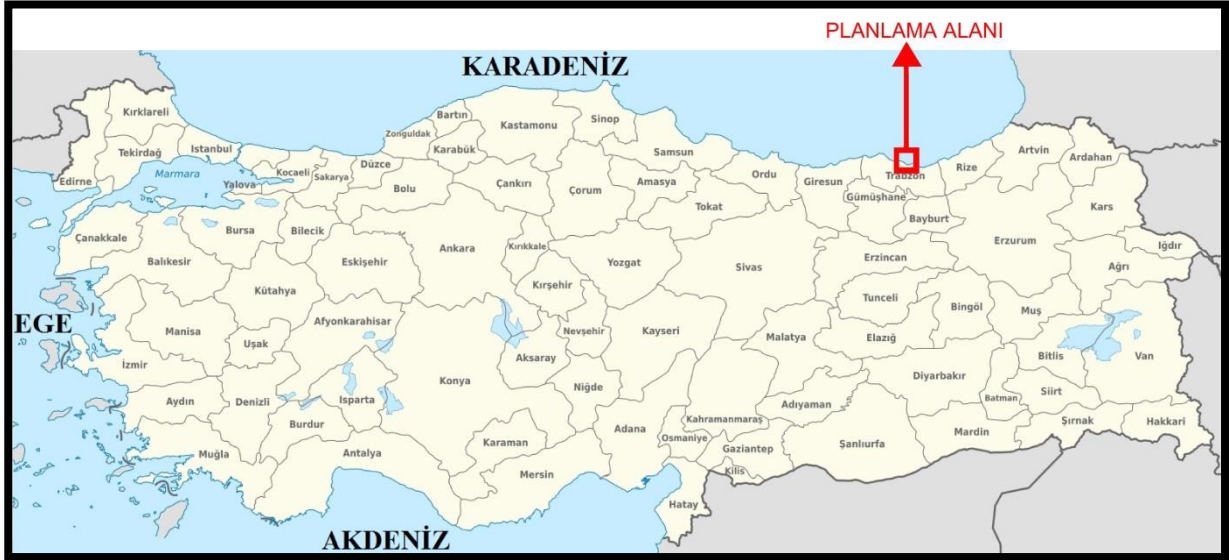 PLANLAMA ALANI
KARADENİZ
Kırklareli
Tekirdağ
İstanbul
Edirne
Marmara
Yalova
Kocaeli
Sakarya
Düzce
Zonguldak
Bartın
Karabük
Kastamonu
Sinop
Samsun
Ordu
Giresun
Trabzon
Rize
Artvin
Ardahan
Gümüşhane
Bayburt
Kars
Iğdır
Bolu
Çankırı
Çorum
Amasya
Tokat
Çanakkale
Balıkesir
Bursa
Bilecik
Eskişehir
Ankara
Kırıkkale
Yozgat
Sivas
Erzincan
Erzurum
Ağrı
Kütahya
Kırşehir
Tunceli
Bingöl
Muş
EGE
Manisa
Uşak
Afyonkarahisar
Nevşehir
Kayseri
Malatya
Elazığ
Bitlis
Van
İzmir
Aksaray
Konya
Niğde
Diyarbakır
Batman
Siirt
Aydın
Denizli
Isparta
Burdur
Kahramanmaraş
Adıyaman
Şırnak
Hakkari
Muğla
Antalya
Karaman
Mersin
Adana
Osmaniye
Gaziantep
Kilis
Şanlıurfa
Mardin
Hatay
AKDENİZ